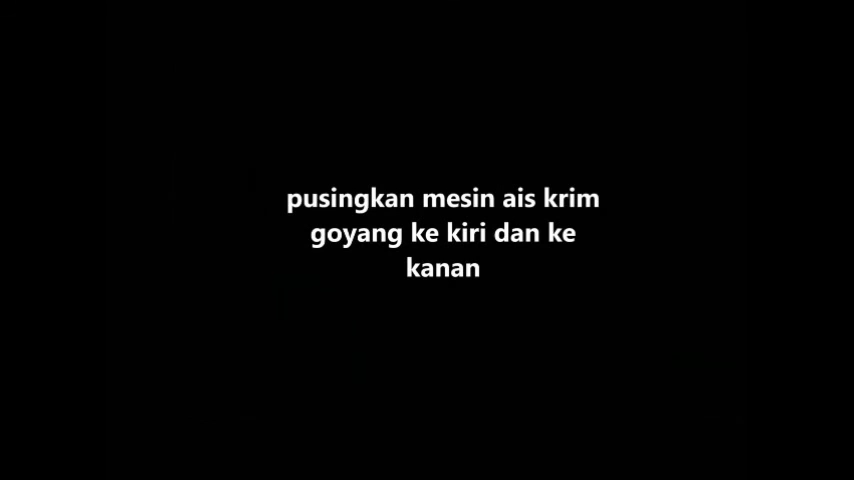 pusingkan mesin ais krim
goyang ke kiri dan ke
kanan